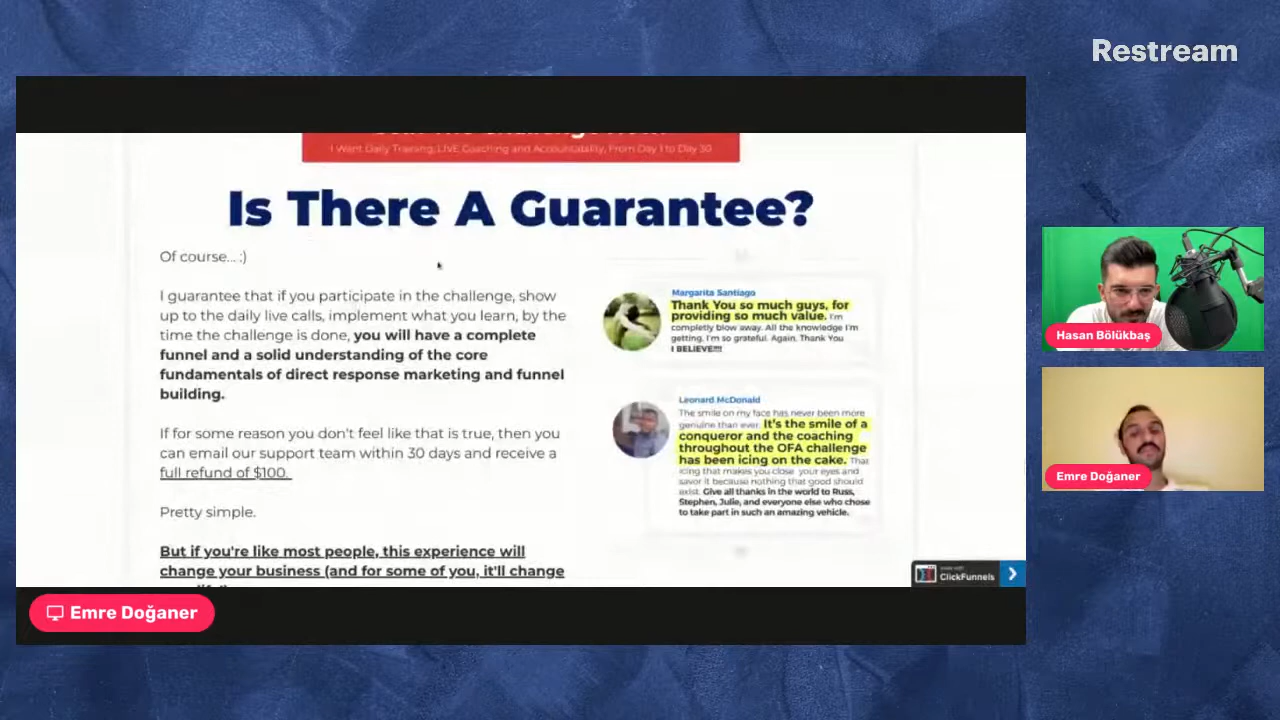 Restream
I Want Daily Training, LIVE Coaching and Accountability, From Day 1 to Day 30
Is There A Guarantee?
Of course... :)
I guarantee that if you participate in the challenge, show
up to the daily live calls, implement what you learn, by the
time the challenge is done, you will have a complete
funnel and a solid understanding of the core
fundamentals of direct response marketing and funnel
building.
If for some reason you don't feel like that is true, then you
can email our support team within 30 days and receive a
full refund of $100.
Pretty simple.
But if you're like most people, this experience will
change your business (and for some of you, it'll change
Margarita Santiago
Thank You so much guys, for
providing so much value. I'm
completly blow away. All the knowledge I'm
getting. I'm so grateful. Again. Thank You
I BELIEVE!!!!
Leonard McDonald
The smile on my face has never been more
genuine than ever. It's the smile of a
conqueror and the coaching
throughout the OFA challenge
has been icing on the cake. That
icing that makes you close your eyes and
savor it because nothing that good should
exist. Give all thanks in the world to Russ,
Stephen, Julie, and everyone else who chose
to take part in such an amazing vehicle.
made with
ClickFunnels
Emre Doğaner
Hasan Bölükbaş
Emre Doğaner